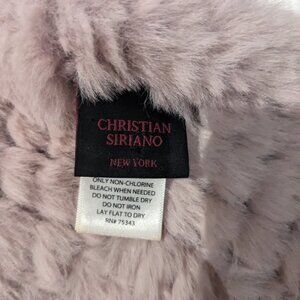 CHRISTIAN
SIRIANO
NEW YORK
ONLY NON-CHLORINE
BLEACH WHEN NEEDED
DO NOT TUMBLE DRY
DO NOT IRON
LAY FLAT TO DRY
RN# 75343